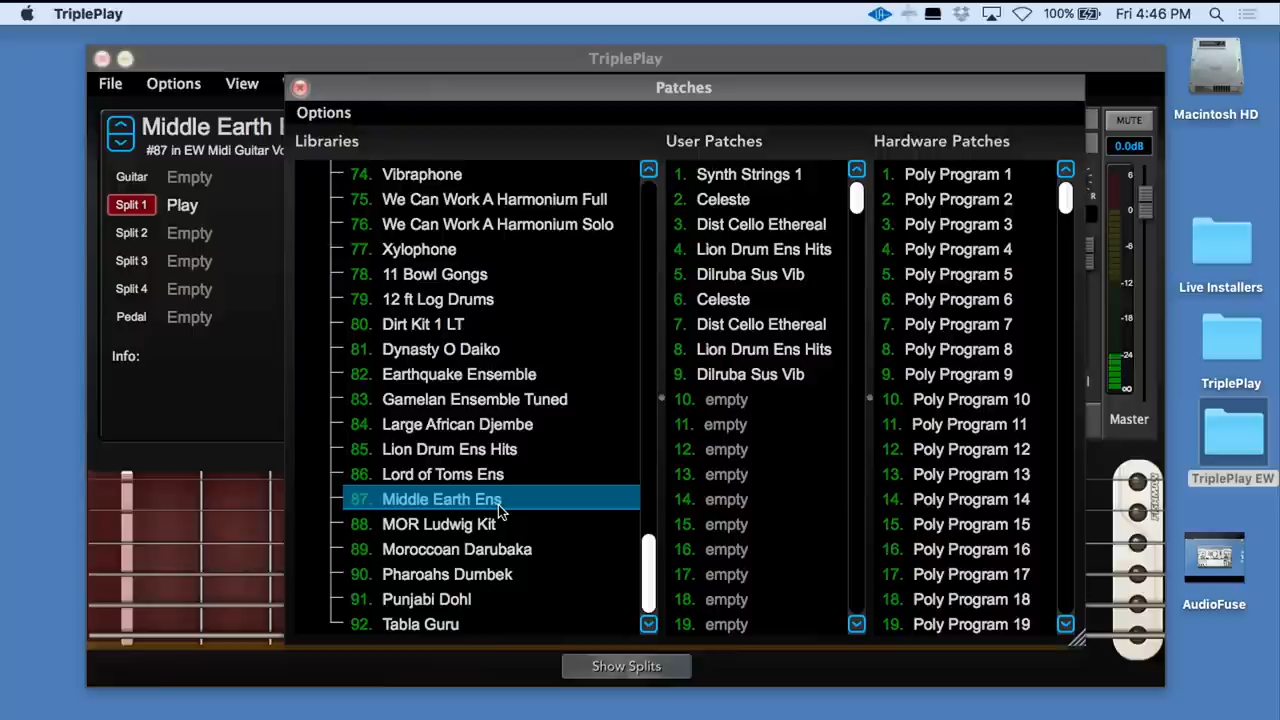 TriplePlay
100%
Fri 4:46 PM
TriplePlay
File
Options
View
Patches
Options
Libraries
User Patches
Hardware Patches
Middle Earth
#87 in EW Midi Guitar
Guitar Empty
Split 1 Play
Split 2 Empty
Split 3 Empty
Split 4 Empty
Pedal Empty
Info:
74. Vibraphone
75. We Can Work A Harmonium Full
76. We Can Work A Harmonium Solo
77. Xylophone
78. 11 Bowl Gongs
79. 12 ft Log Drums
80. Dirt Kit 1 LT
81. Dynasty O Daiko
82. Earthquake Ensemble
83. Gamelan Ensemble Tuned
84. Large African Djembe
85. Lion Drum Ens Hits
86. Lord of Toms Ens
87. Middle Earth Ens
88. MOR Ludwig Kit
89. Moroccan Darubaka
90. Pharoahs Dumbek
91. Punjabi Dohl
92. Tabla Guru
1. Synth Strings 1
2. Celeste
3. Dist Cello Ethereal
4. Lion Drum Ens Hits
5. Dilruba Sus Vib
6. Celeste
7. Dist Cello Ethereal
8. Lion Drum Ens Hits
9. Dilruba Sus Vib
10. empty
11. empty
12. empty
13. empty
14. empty
15. empty
16. empty
17. empty
18. empty
19. empty
1. Poly Program 1
2. Poly Program 2
3. Poly Program 3
4. Poly Program 4
5. Poly Program 5
6. Poly Program 6
7. Poly Program 7
8. Poly Program 8
9. Poly Program 9
10. Poly Program 10
11. Poly Program 11
12. Poly Program 12
13. Poly Program 13
14. Poly Program 14
15. Poly Program 15
16. Poly Program 16
17. Poly Program 17
18. Poly Program 18
19. Poly Program 19
MUTE
0.0dB
6
0
-6
-12
-18
-24
∞
Master
FISHMAN
Show Splits
Macintosh HD
Live Installers
TriplePlay
TriplePlay EW
AudioFuse